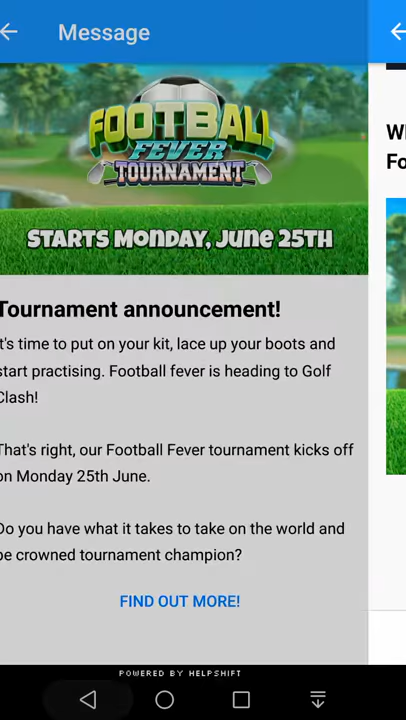 Message
FOOTBALL
FEVER
TOURNAMENT
STARTS MONDAY, JUNE 25TH
Tournament announcement!
It's time to put on your kit, lace up your boots and
start practising. Football fever is heading to Golf
Clash!
That's right, our Football Fever tournament kicks off
on Monday 25th June.
Do you have what it takes to take on the world and
be crowned tournament champion?
FIND OUT MORE!
POWERED BY HELPSHIFT